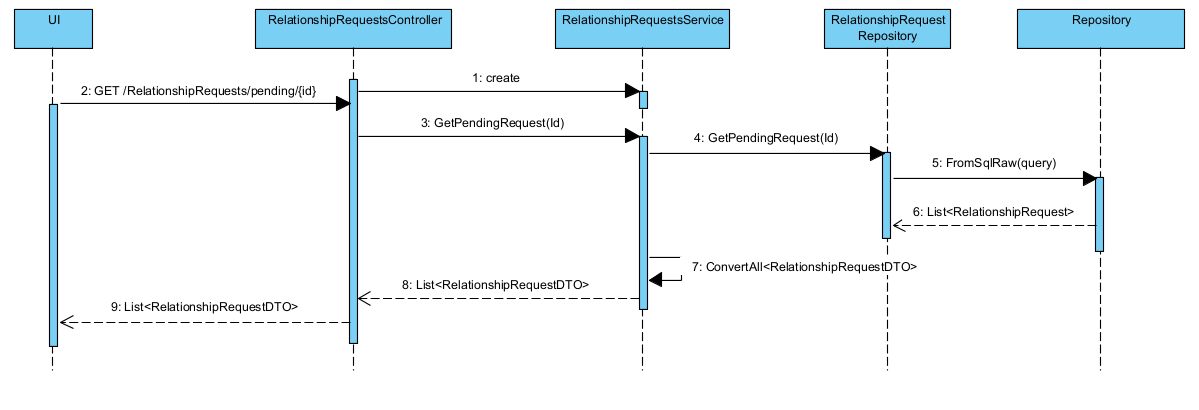 UI
RelationshipRequestsController
RelationshipRequestsService
RelationshipRequest
Repository
Repository
1: create
2: GET /RelationshipRequests/pending/{id}
3: GetPendingRequest(Id)
4: GetPendingRequest(Id)
5: FromSqlRaw(query)
6: List<RelationshipRequest>
7: ConvertAll<RelationshipRequestDTO>
8: List<RelationshipRequestDTO>
9: List<RelationshipRequestDTO>